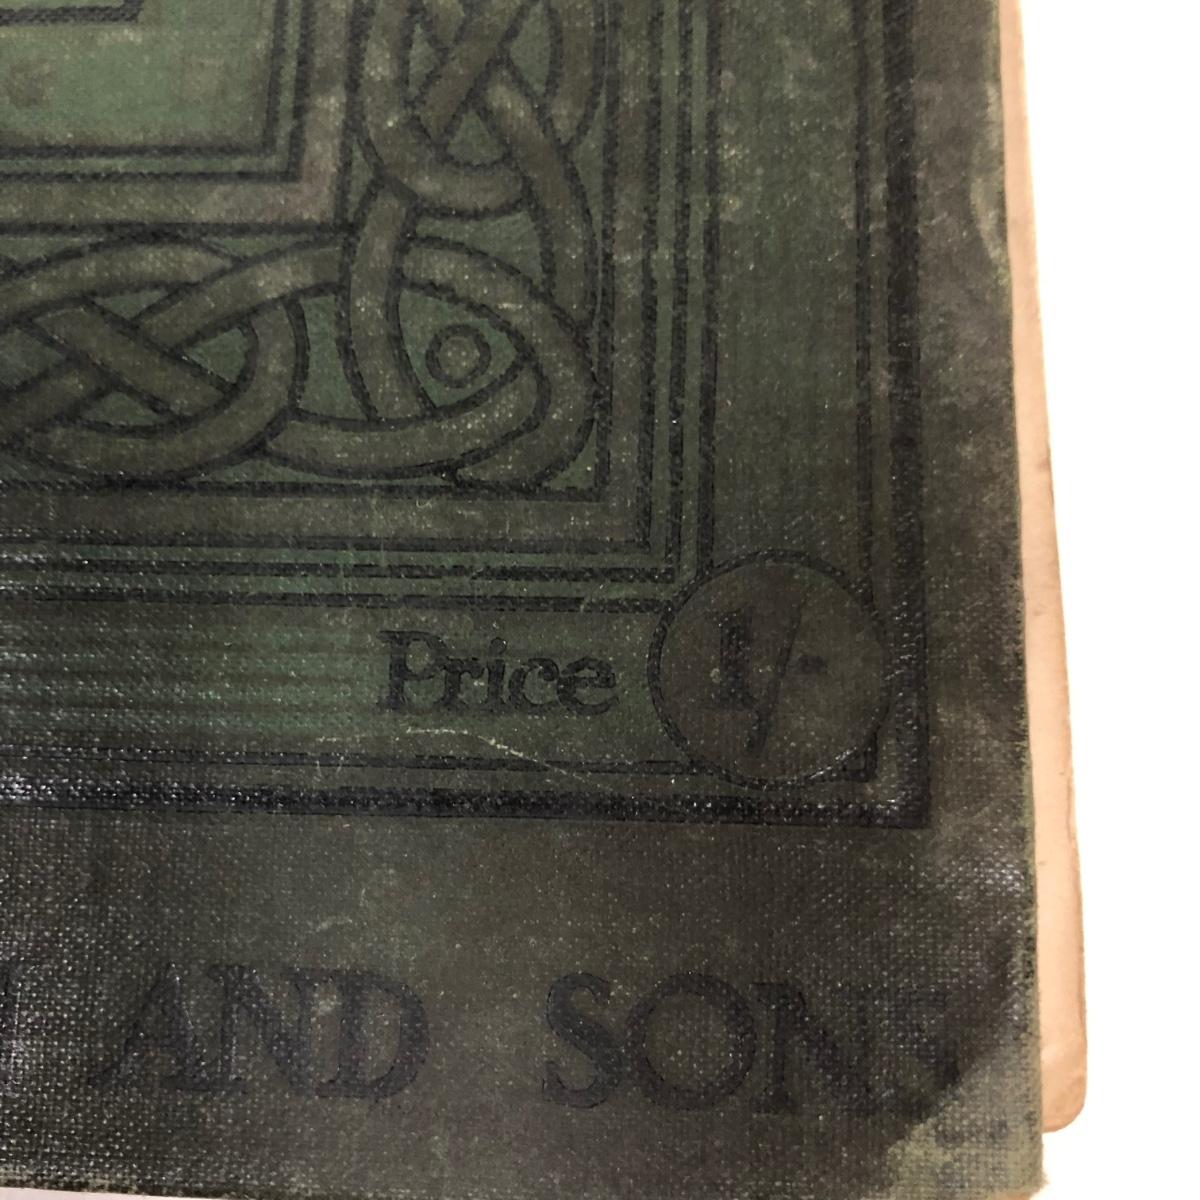 Price 1/-
AND SONS